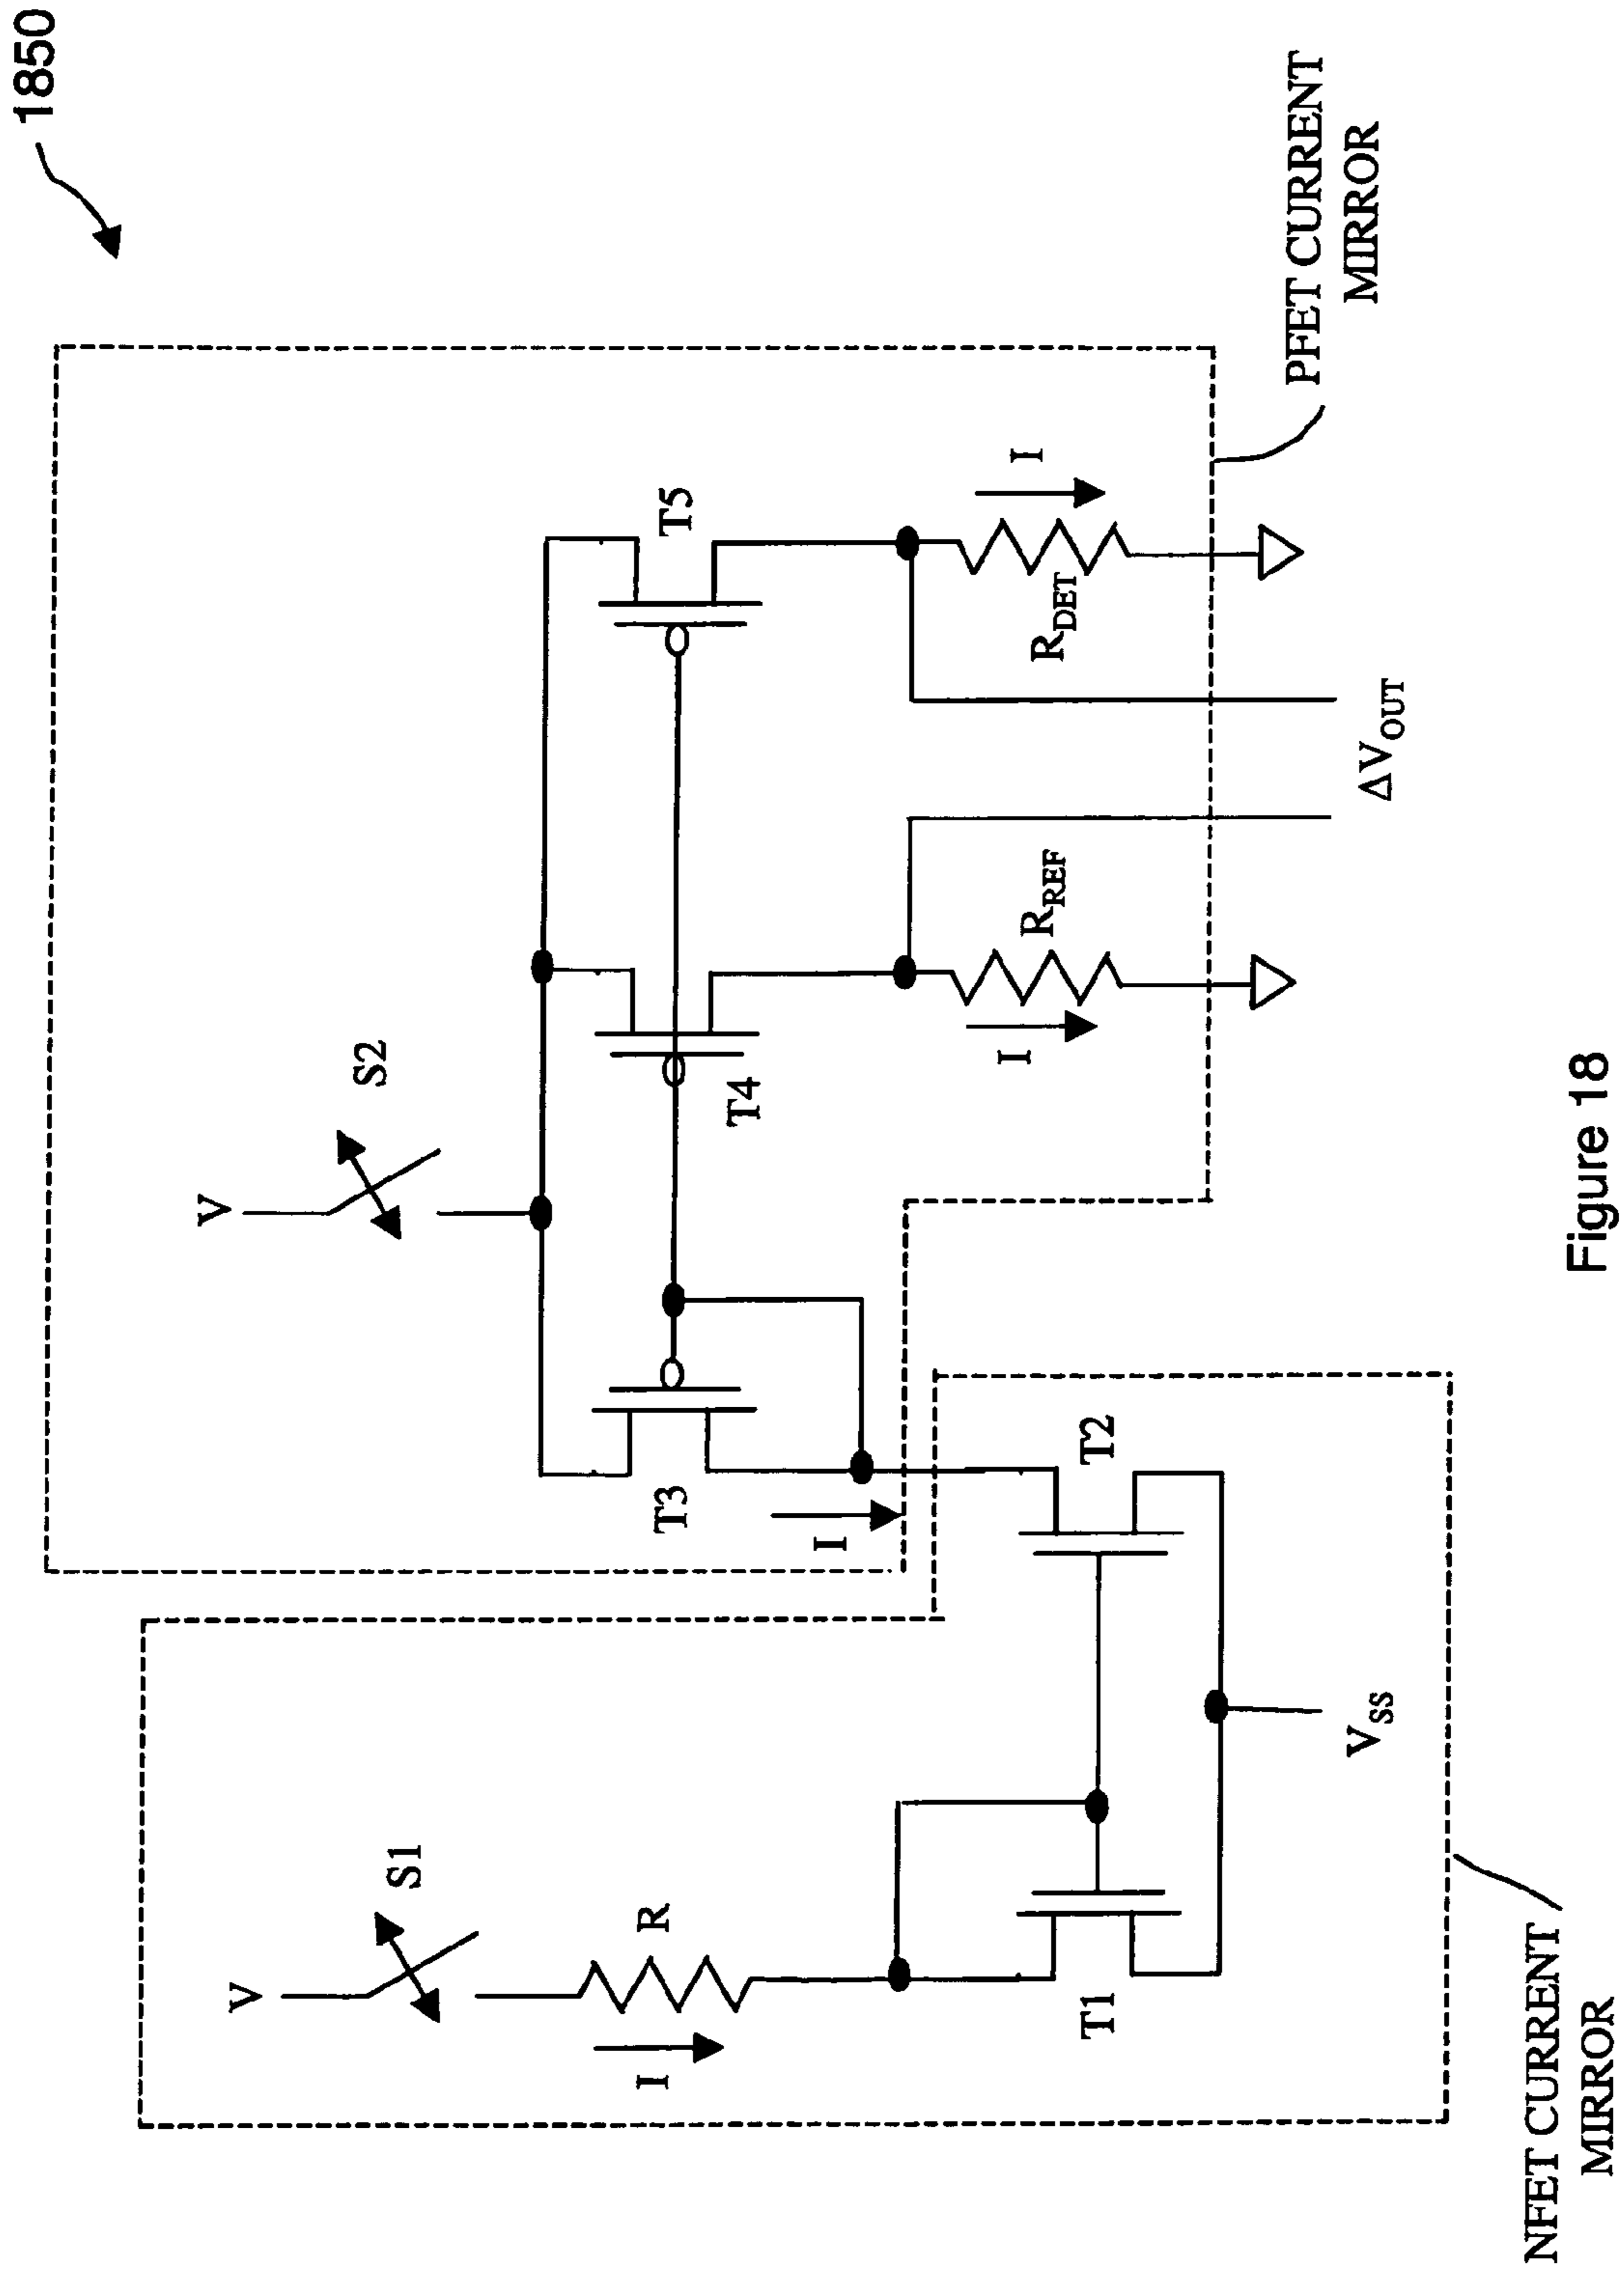 1850
V
S2
V
S1
T3
T4
T5
I
R
I
R_REF
I
R_DET
I
I
T1
T2
ΔV_OUT
V_SS
PFET CURRENT
MIRROR
NFET CURRENT
MIRROR
Figure 18